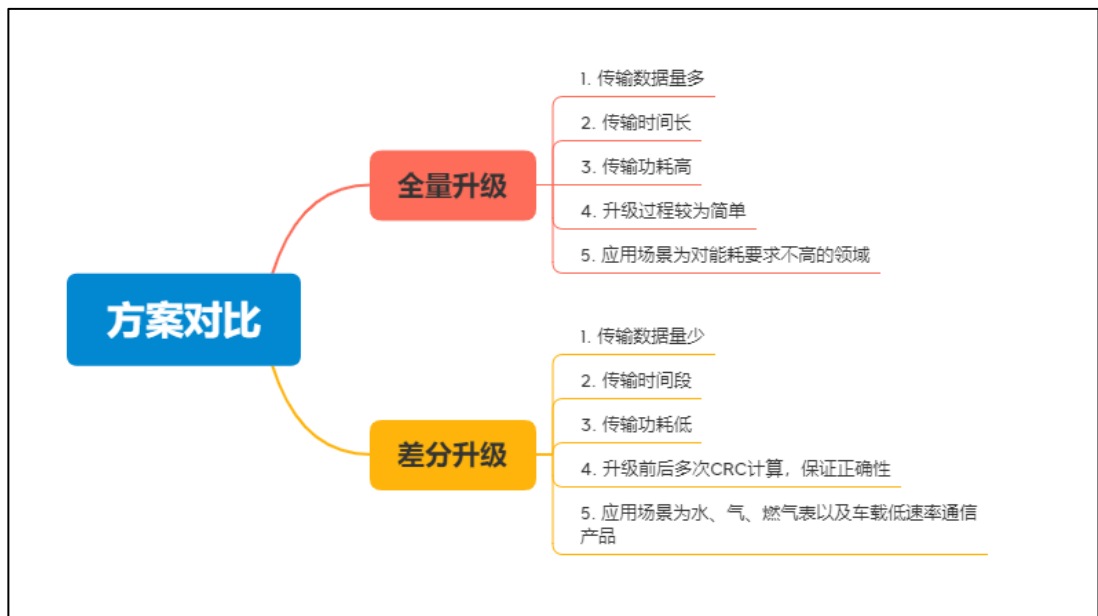 方案对比
全量升级
1. 传输数据量多
2. 传输时间长
3. 传输功耗高
4. 升级过程较为简单
5. 应用场景为对能耗要求不高的领域
差分升级
1. 传输数据量少
2. 传输时间段
3. 传输功耗低
4. 升级前后多次CRC计算，保证正确性
5. 应用场景为水、气、燃气表以及车载低速率通信
产品